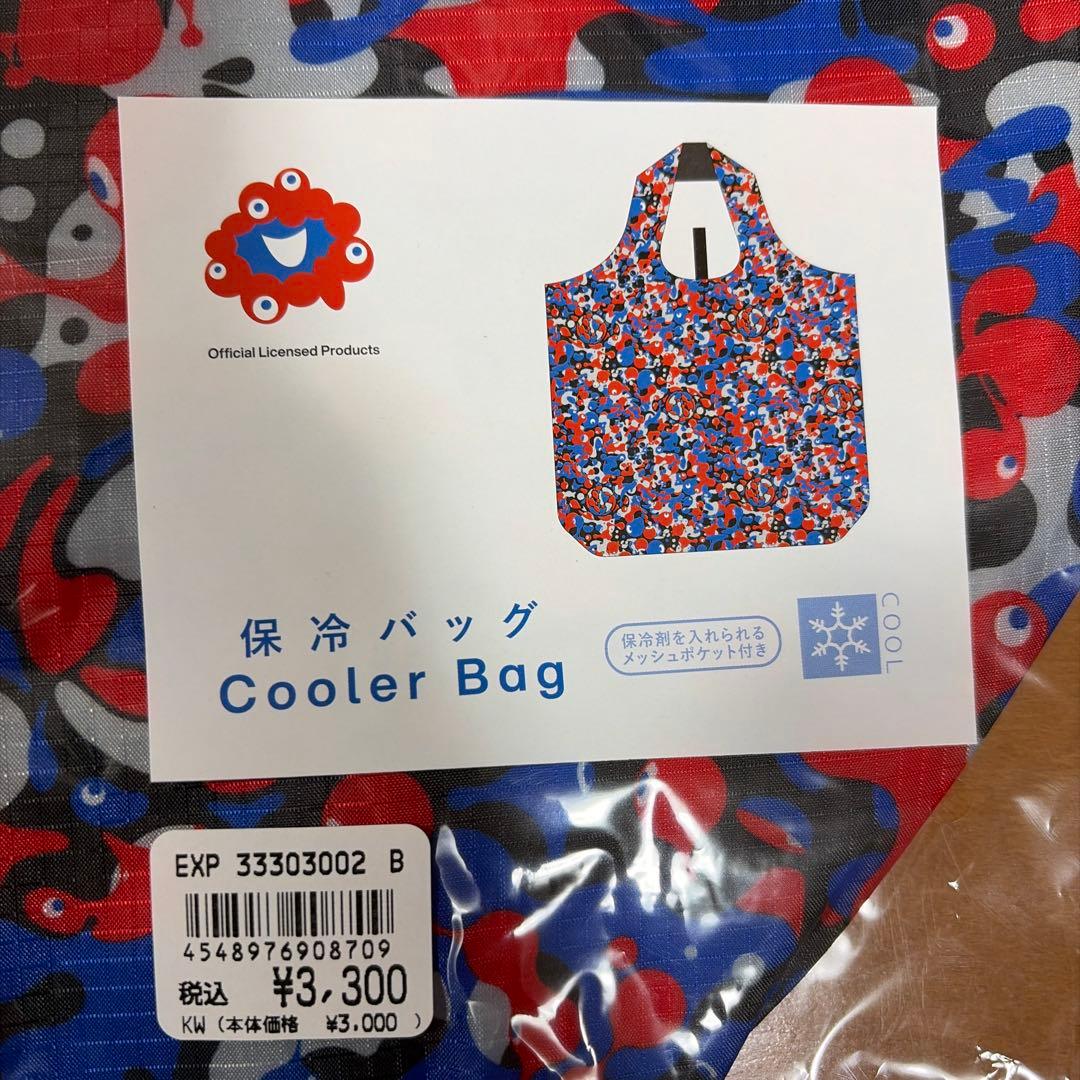 Official Licensed Products
保冷バッグ
Cooler Bag
保冷剤を入れられる
メッシュポケット付き
COOL
EXP 33303002 B
4548976908709
税込 ¥3,300
KW (本体価格 ¥3,000 )